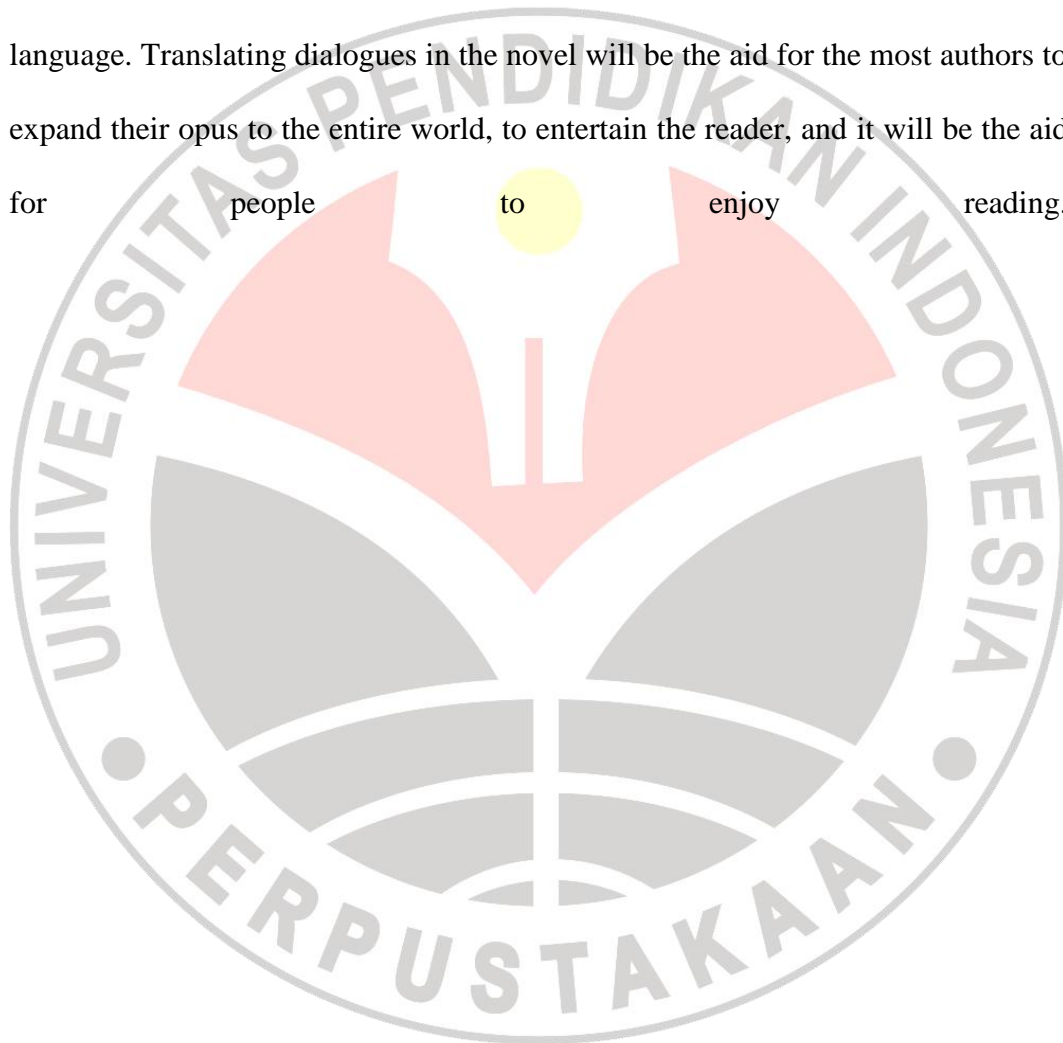 language. Translating dialogues in the novel will be the aid for the most authors to
expand their opus to the entire world, to entertain the reader, and it will be the aid
for people to enjoy reading.
UNIVERSITAS PENDIDIKAN INDONESIA
PERPUSTAKAAN